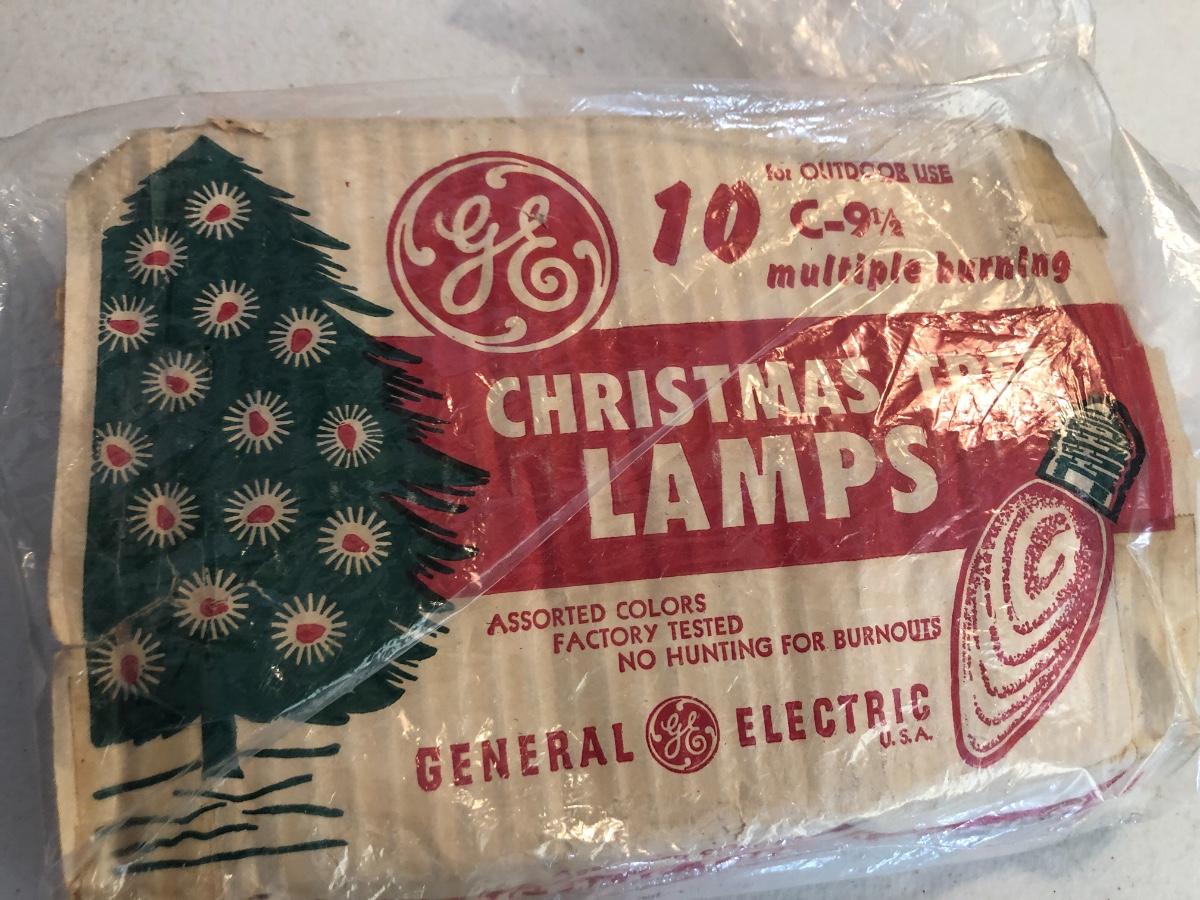 GE
10
for OUTDOOR USE
C-9½
multiple burning
CHRISTMAS TREE
LAMPS
ASSORTED COLORS
FACTORY TESTED
NO HUNTING FOR BURNOUTS
GENERAL GE ELECTRIC
U.S.A.